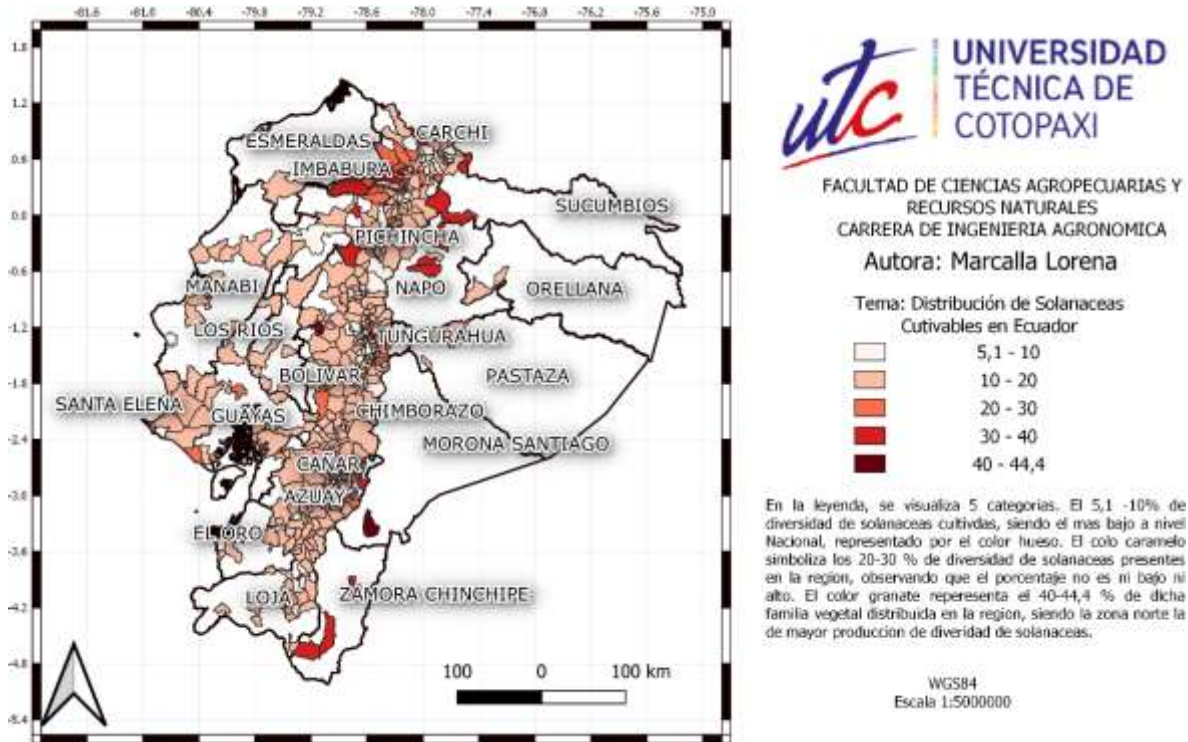 -81.6 -81.0 -80.4 -79.8 -79.2 -78.6 -78.0 -77.4 -76.8 -76.2 -75.6 -75.0
1.8
1.2
0.6
0.0
-0.6
-1.2
-1.8
-2.4
-3.0
-3.6
-4.2
-4.8
-5.4
ESMERALDAS
CARCHI
IMBABURA
SUCUMBIOS
PICHINCHA
MANABI
NAPO
ORELLANA
LOS RIOS
TUNGURAHUA
BOLIVAR
PASTAZA
SANTA ELENA
GUAYAS
CHIMBORAZO
MORONA SANTIAGO
CAÑAR
AZUAY
EL ORO
LOJA
ZAMORA CHINCHIPE
100 0 100 km
utc
UNIVERSIDAD
TÉCNICA DE
COTOPAXI
FACULTAD DE CIENCIAS AGROPECUARIAS Y
RECURSOS NATURALES
CARRERA DE INGENIERIA AGRONOMICA
Autora: Marcalla Lorena
Tema: Distribución de Solanaceas
Cutivables en Ecuador
5,1 - 10
10 - 20
20 - 30
30 - 40
40 - 44,4
En la leyenda, se visualiza 5 categorias. El 5,1 -10% de
diversidad de solanaceas cultivdas, siendo el mas bajo a nivel
Nacional, representado por el color hueso. El colo caramelo
simboliza los 20-30 % de diversidad de solanaceas presentes
en la region, observando que el porcentaje no es ni bajo ni
alto. El color granate reperesenta el 40-44,4 % de dicha
familia vegetal distribuida en la region, siendo la zona norte la
de mayor produccion de diveridad de solanaceas.
WGS84
Escala 1:5000000